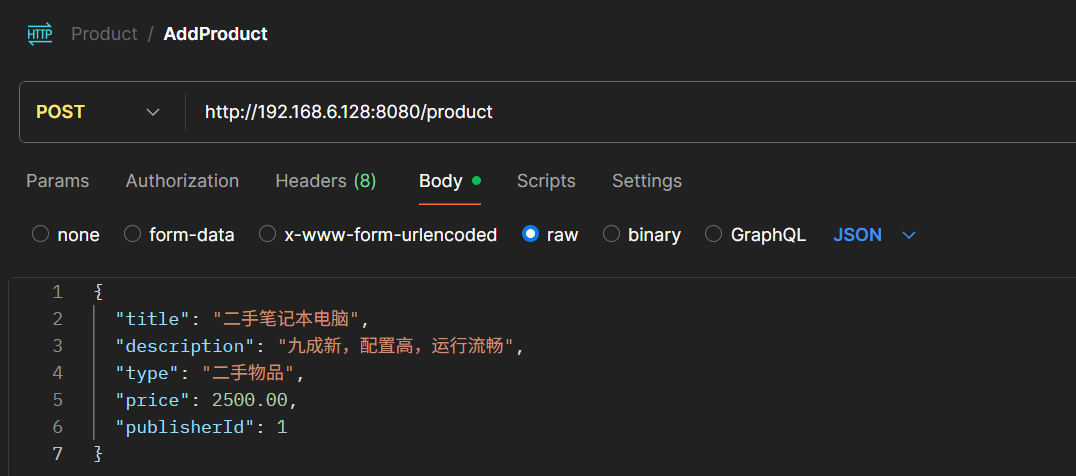 HTTP Product / AddProduct
POST http://192.168.6.128:8080/product
Params Authorization Headers (8) Body Scripts Settings
none form-data x-www-form-urlencoded raw binary GraphQL JSON
1 {
2 "title": "二手笔记本电脑",
3 "description": "九成新，配置高，运行流畅",
4 "type": "二手物品",
5 "price": 2500.00,
6 "publisherId": 1
7 }